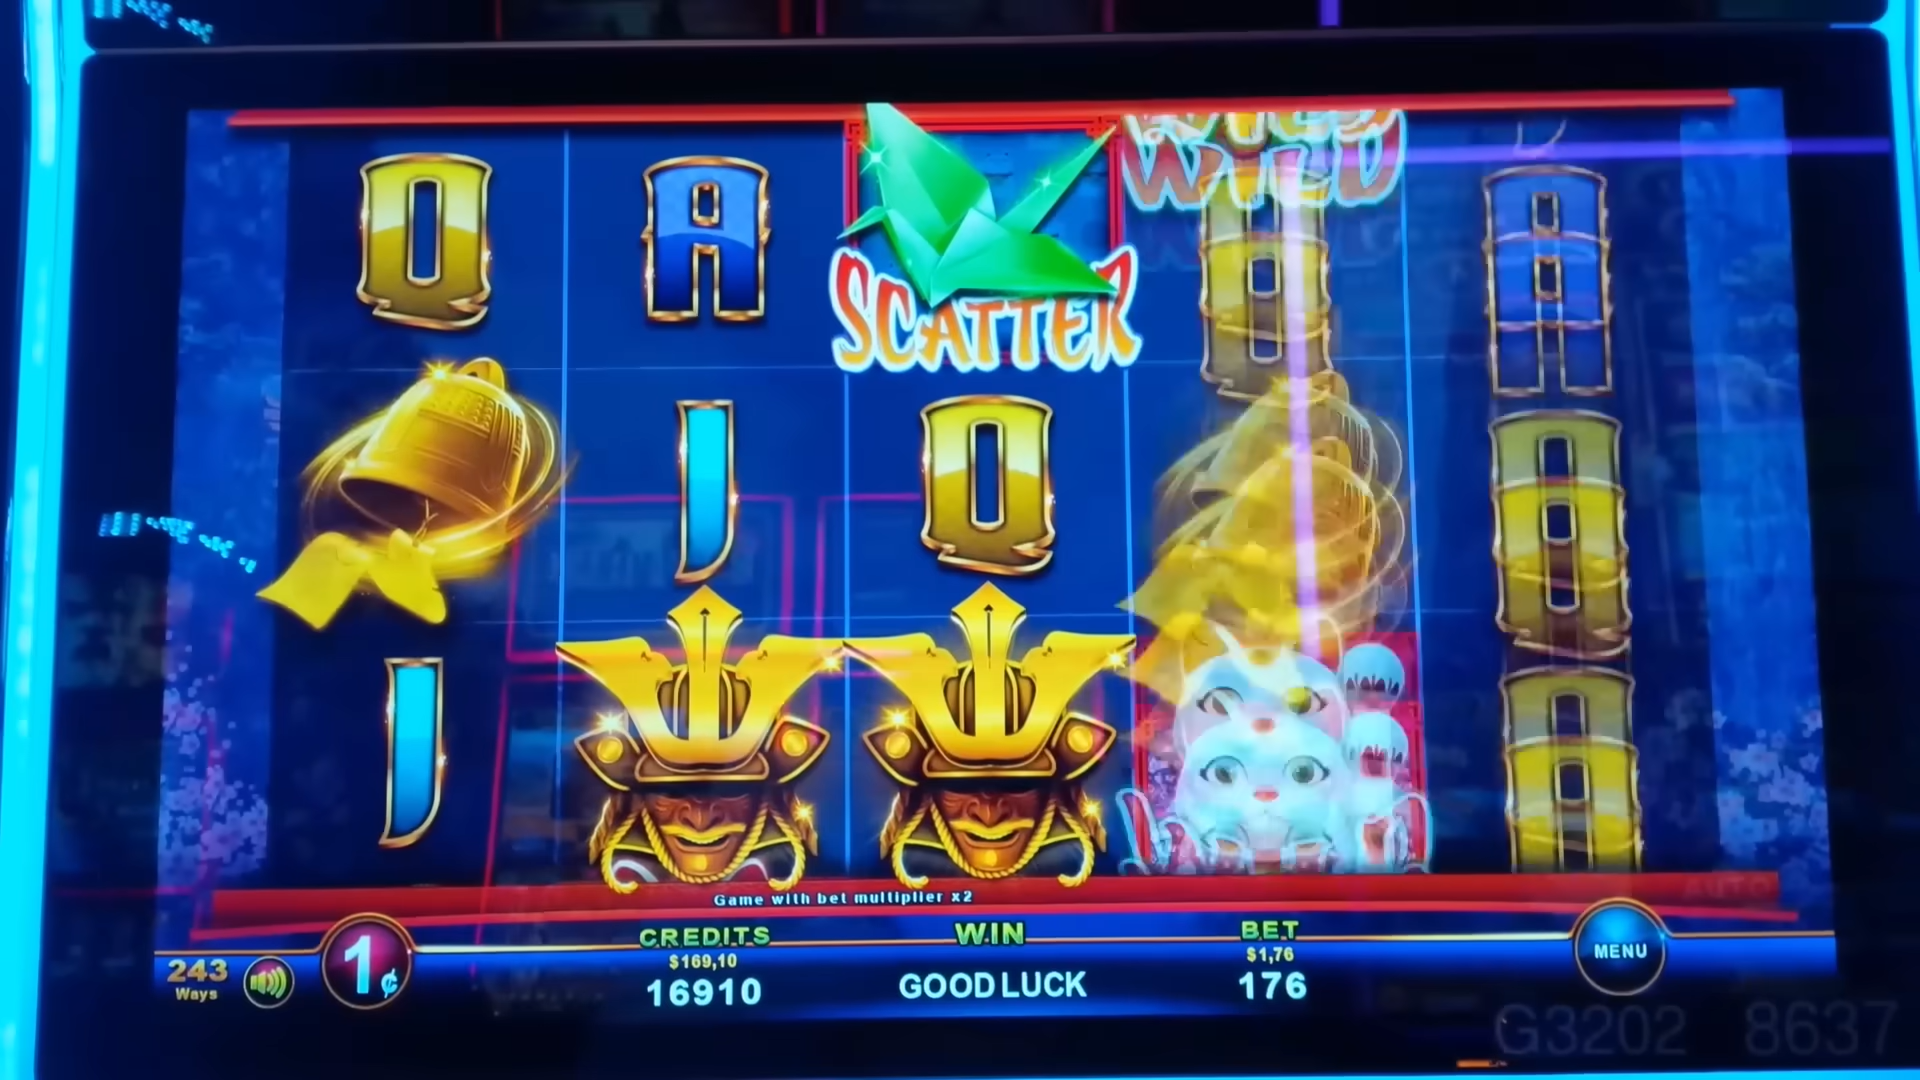 WILD
Q A SCATTER Q A
J Q Q
J Q
Game with bet multiplier x2
AUTO
243
Ways
1¢
CREDITS WIN BET
$169,10 $1,76
16910 GOOD LUCK 176
MENU
G3202 8637